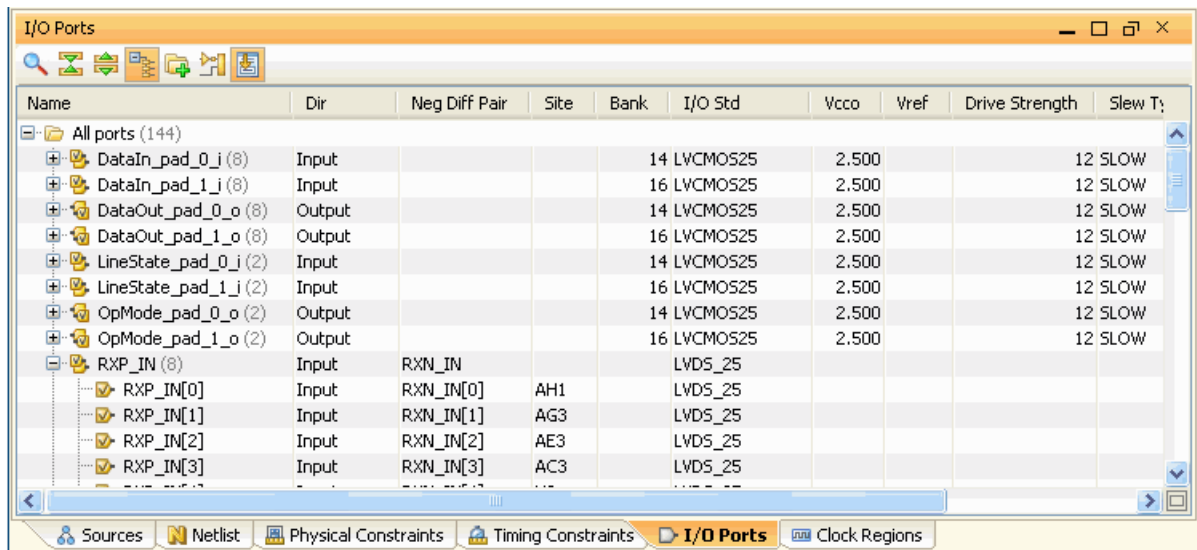 I/O Ports
Name Dir Neg Diff Pair Site Bank I/O Std Vcco Vref Drive Strength Slew
All ports (144)
DataIn_pad_0_i (8) Input 14 LVCMOS25 2.500 12 SLOW
DataIn_pad_1_i (8) Input 16 LVCMOS25 2.500 12 SLOW
DataOut_pad_0_o (8) Output 14 LVCMOS25 2.500 12 SLOW
DataOut_pad_1_o (8) Output 16 LVCMOS25 2.500 12 SLOW
LineState_pad_0_i (2) Input 14 LVCMOS25 2.500 12 SLOW
LineState_pad_1_i (2) Input 16 LVCMOS25 2.500 12 SLOW
OpMode_pad_0_o (2) Output 14 LVCMOS25 2.500 12 SLOW
OpMode_pad_1_o (2) Output 16 LVCMOS25 2.500 12 SLOW
RXP_IN (8) Input RXN_IN LVDS_25
RXP_IN[0] Input RXN_IN[0] AH1 LVDS_25
RXP_IN[1] Input RXN_IN[1] AG3 LVDS_25
RXP_IN[2] Input RXN_IN[2] AE3 LVDS_25
RXP_IN[3] Input RXN_IN[3] AC3 LVDS_25
Sources Netlist Physical Constraints Timing Constraints I/O Ports Clock Regions